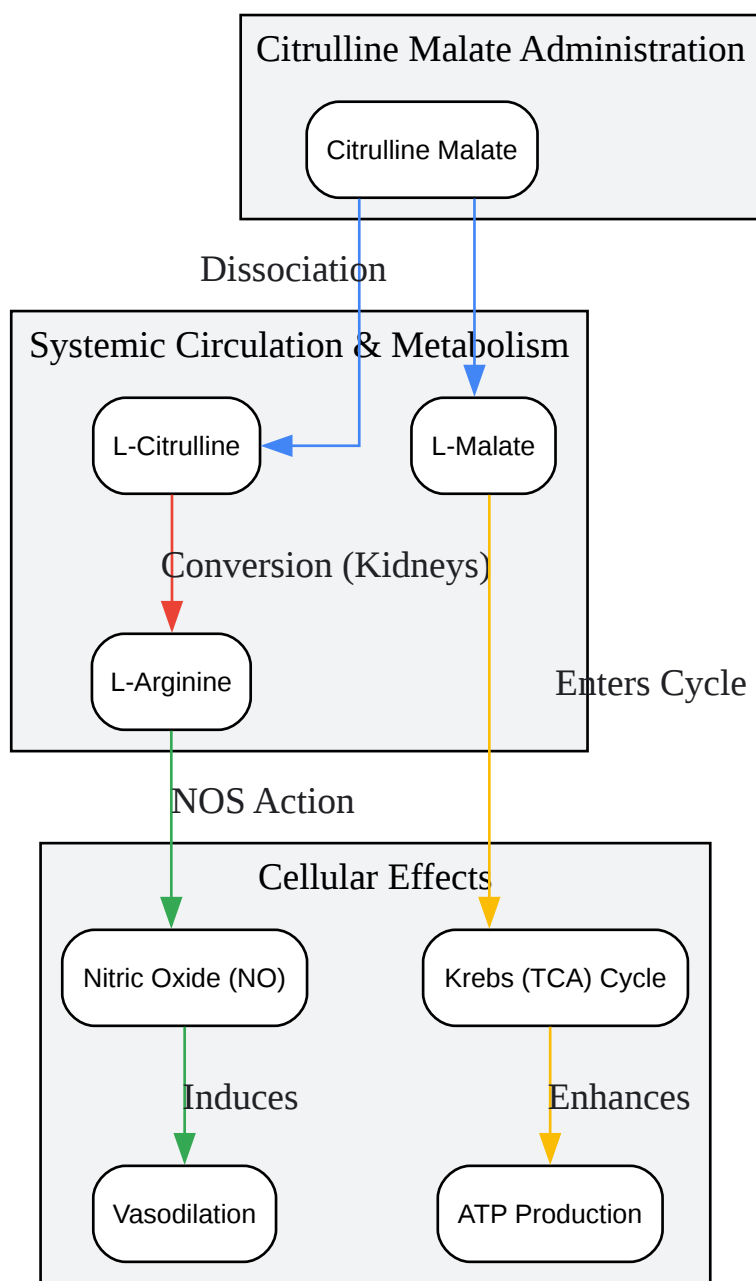 Citrulline Malate Administration
Citrulline Malate
Dissociation
Systemic Circulation & Metabolism
L-Citrulline
L-Malate
Conversion (Kidneys)
L-Arginine
Enters Cycle
NOS Action
Cellular Effects
Nitric Oxide (NO)
Krebs (TCA) Cycle
Induces
Enhances
Vasodilation
ATP Production